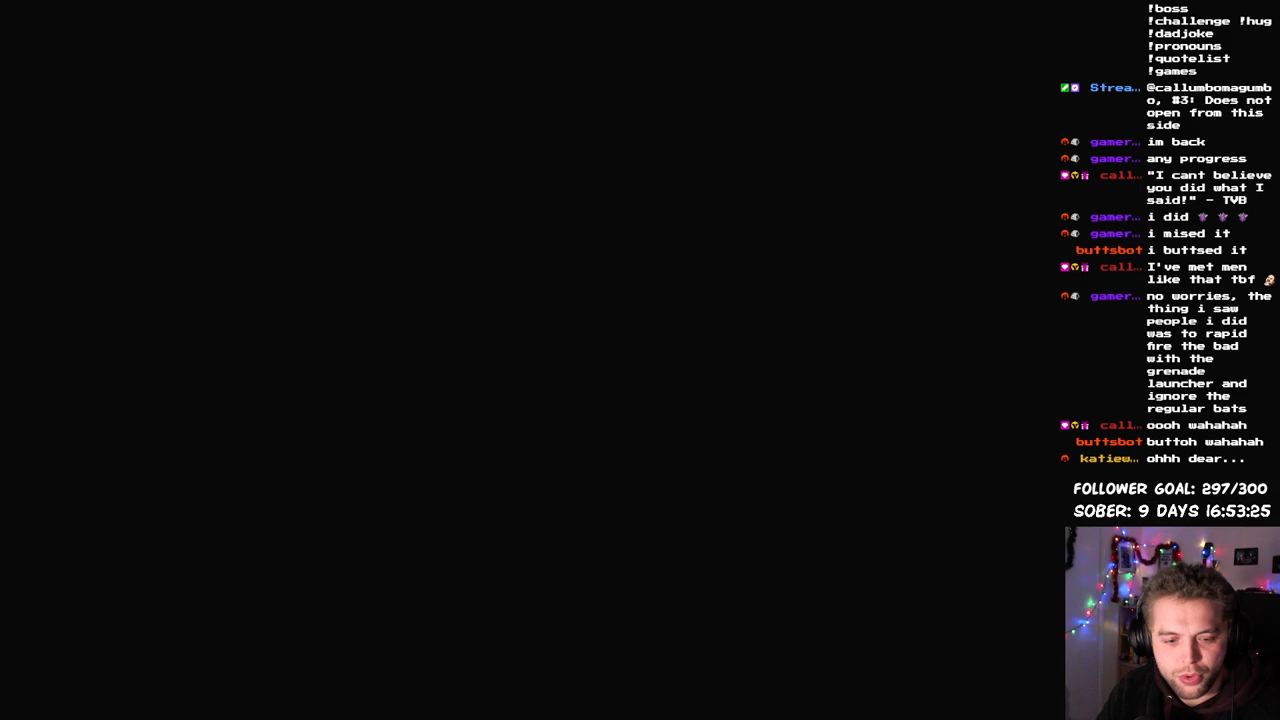 !boss
!challenge !hug
!dadjoke
!pronouns
!quotelist
!games
Strea... @callumbomagumb
o, #3: Does not
open from this
side
gamer... im back
gamer... any progress
call... "I cant believe
you did what I
said!" - TVB
gamer... i did
gamer... i mised it
buttsbot i buttsed it
call... I've met men
like that tbf
gamer... no worries, the
thing i saw
people i did
was to rapid
fire the bad
with the
grenade
launcher and
ignore the
regular bats
call... oooh wahahah
buttsbot buttoh wahahah
katiew... ohhh dear...
FOLLOWER GOAL: 297/300
SOBER: 9 DAYS 16:53:25